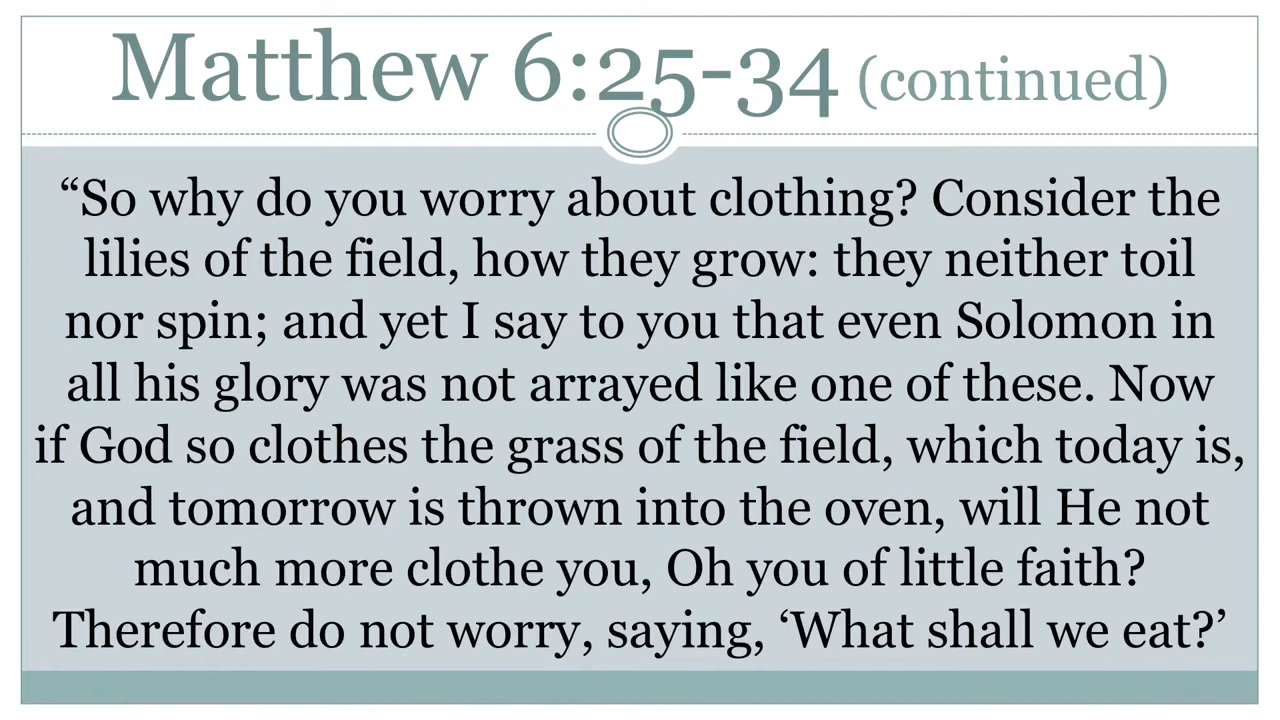 Matthew 6:25-34 (continued)
“So why do you worry about clothing? Consider the
lilies of the field, how they grow: they neither toil
nor spin; and yet I say to you that even Solomon in
all his glory was not arrayed like one of these. Now
if God so clothes the grass of the field, which today is,
and tomorrow is thrown into the oven, will He not
much more clothe you, Oh you of little faith?
Therefore do not worry, saying, ‘What shall we eat?’